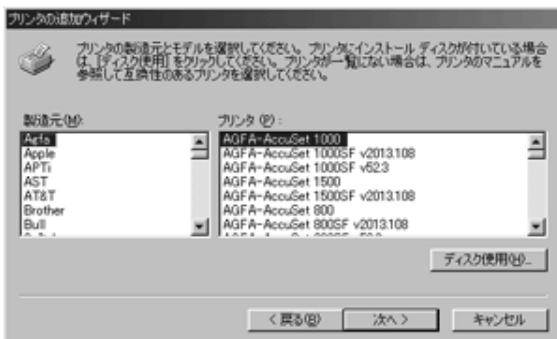 プリンタの追加ウィザード
プリンタの製造元とモデルを選択してください。プリンタにインストール ディスクが付いている場合
は、[ディスク使用] をクリックしてください。プリンタが一覧にない場合は、プリンタのマニュアルを
参照して互換性のあるプリンタを選択してください。
製造元(M):
プリンタ (P) :
Agfa
Apple
APTi
AST
AT&T
Brother
Bull
AGFA-AccuSet 1000
AGFA-AccuSet 1000SF v2013.108
AGFA-AccuSet 1000SF v52.3
AGFA-AccuSet 1500
AGFA-AccuSet 1500SF v2013.108
AGFA-AccuSet 800
AGFA-AccuSet 800SF v2013.108
ディスク使用(H)...
< 戻る(B)
次へ >
キャンセル